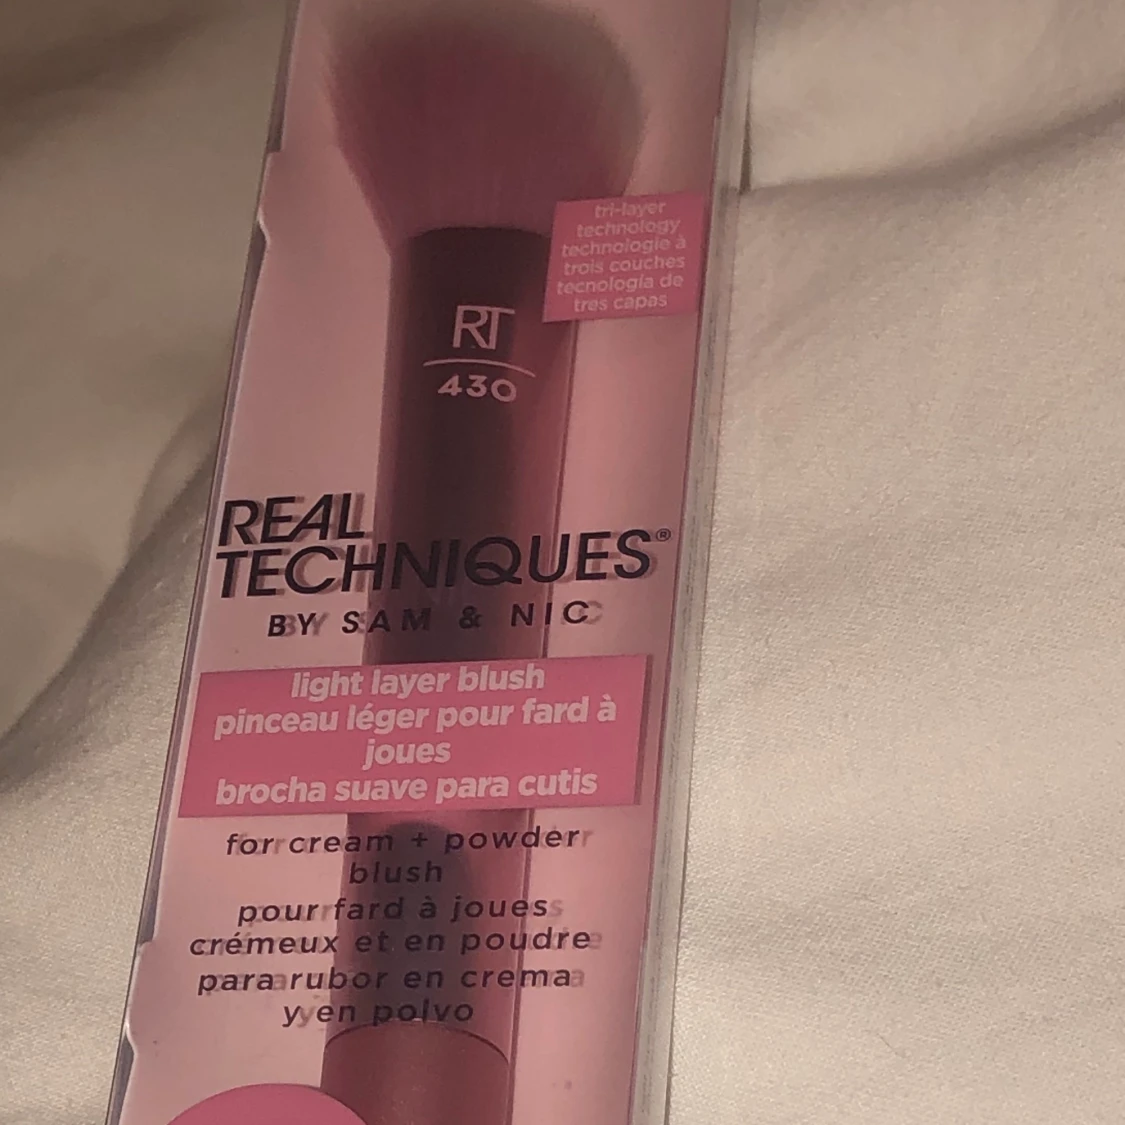 tri-layer
technology
technologie à
trois couches
tecnología de
tres capas
RT
430
REAL
TECHNIQUES®
BY SAM & NIC
light layer blush
pinceau léger pour fard à
joues
brocha suave para cutis
for cream + powder
blush
pour fard à joues
crémeux et en poudre
para rubor en crema
y en polvo